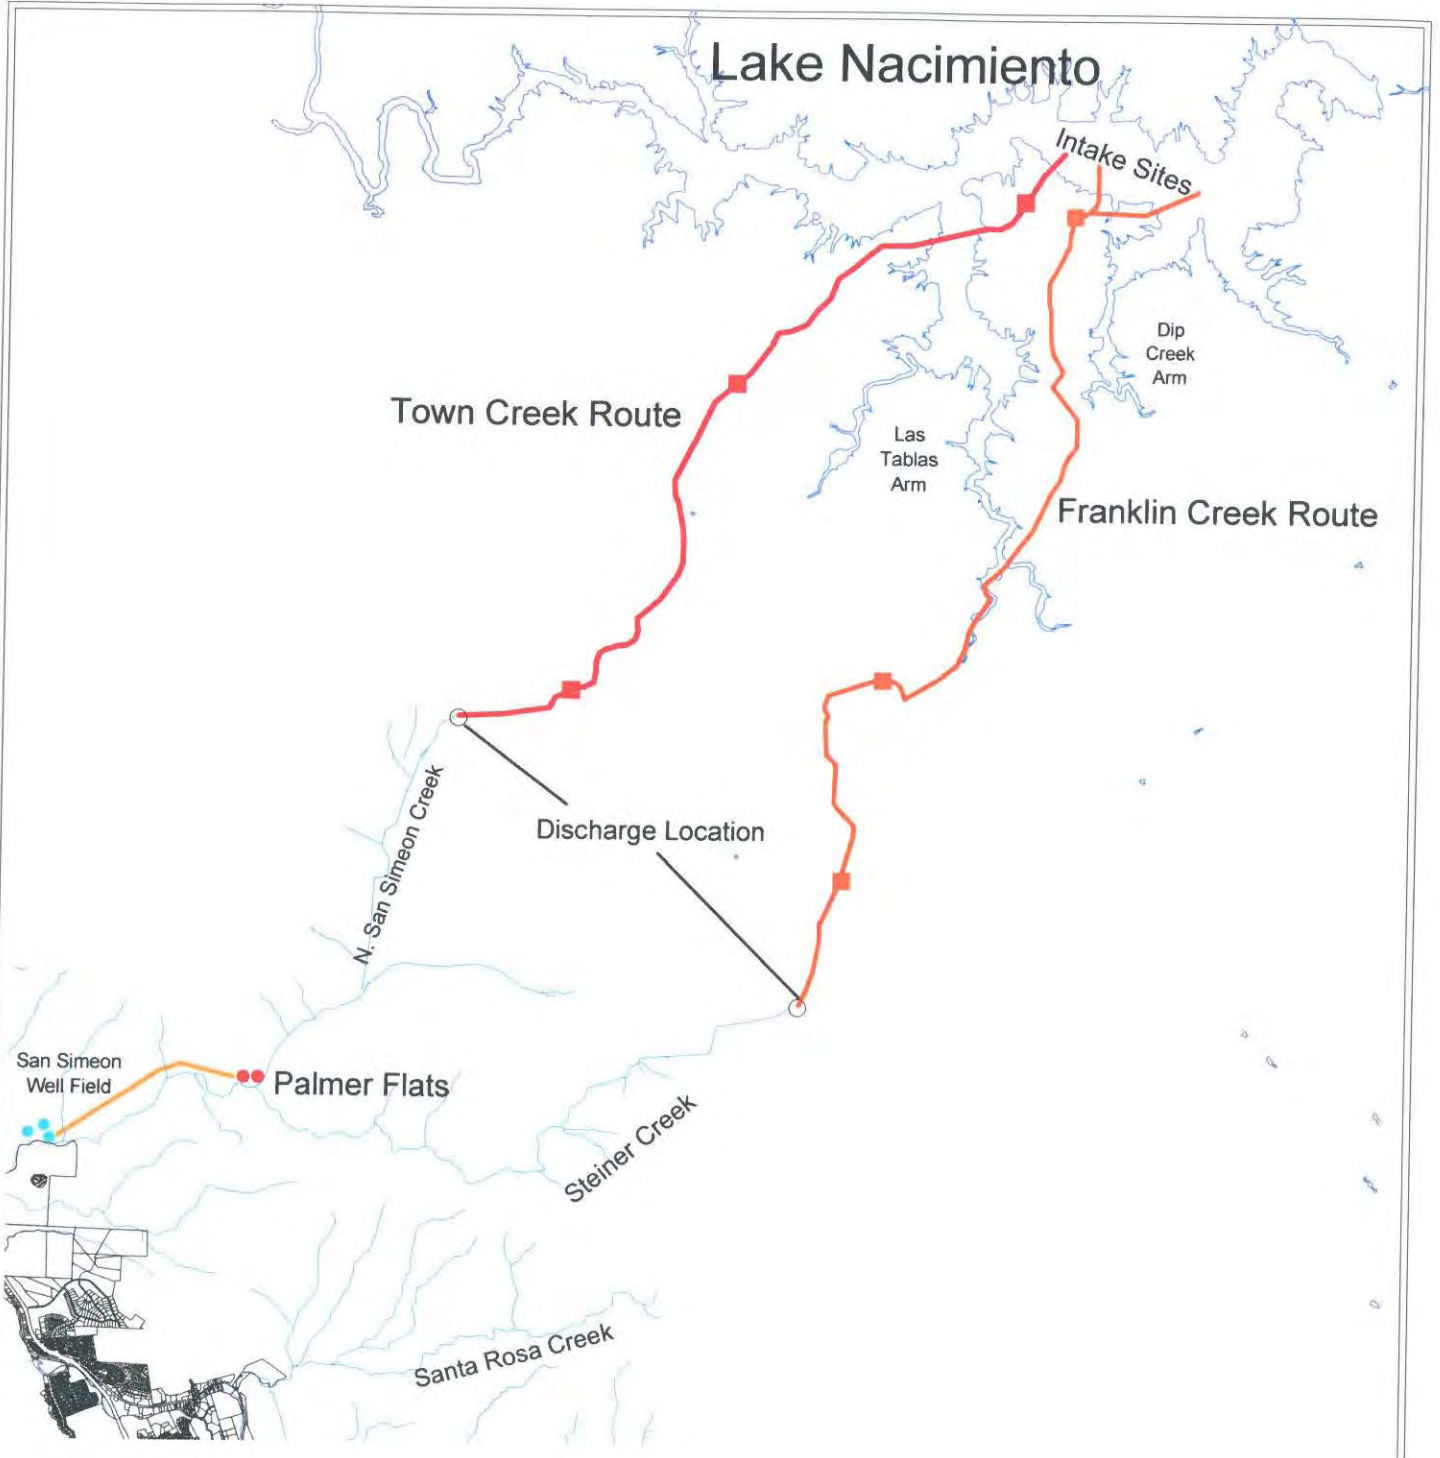 Lake Nacimiento
Intake Sites
Dip
Creek
Arm
Town Creek Route
Las
Tablas
Arm
Franklin Creek Route
N. San Simeon Creek
Discharge Location
San Simeon
Well Field
Palmer Flats
Steiner Creek
Santa Rosa Creek